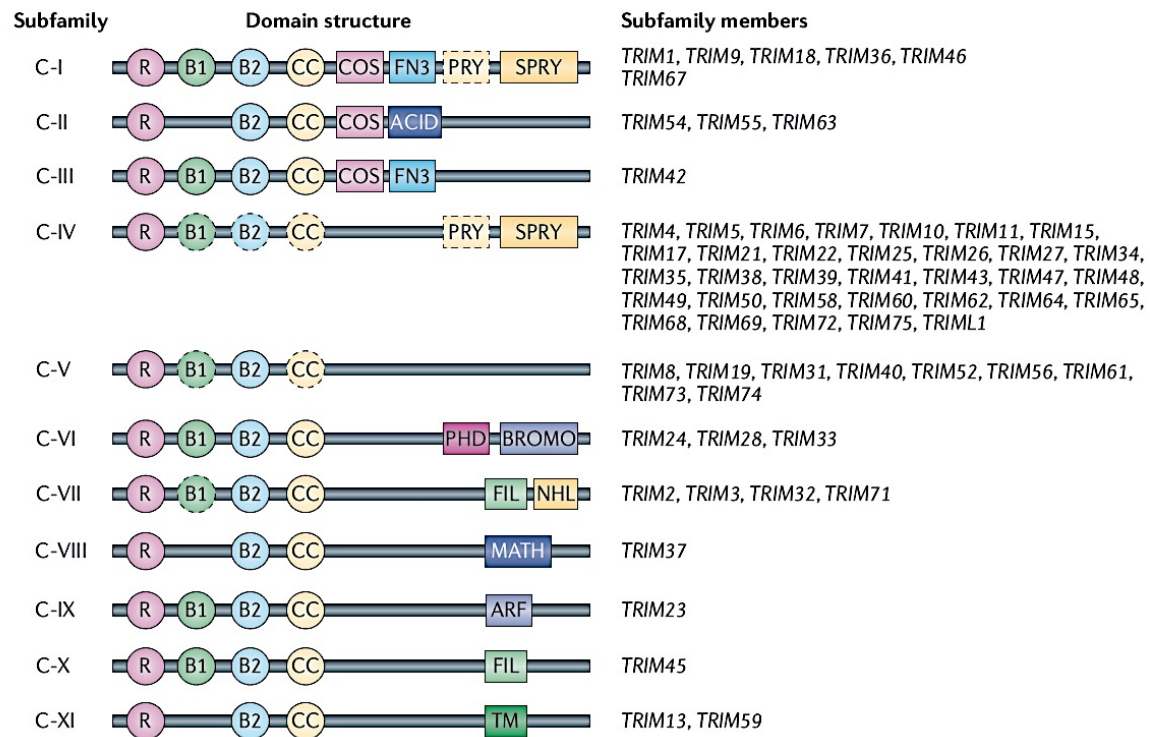 Subfamily Domain structure Subfamily members
C-I R B1 B2 CC COS FN3 PRY SPRY TRIM1, TRIM9, TRIM18, TRIM36, TRIM46
TRIM67
C-II R B2 CC COS ACID TRIM54, TRIM55, TRIM63
C-III R B1 B2 CC COS FN3 TRIM42
C-IV R B1 B2 CC PRY SPRY TRIM4, TRIM5, TRIM6, TRIM7, TRIM10, TRIM11, TRIM15,
TRIM17, TRIM21, TRIM22, TRIM25, TRIM26, TRIM27, TRIM34,
TRIM35, TRIM38, TRIM39, TRIM41, TRIM43, TRIM47, TRIM48,
TRIM49, TRIM50, TRIM58, TRIM60, TRIM62, TRIM64, TRIM65,
TRIM68, TRIM69, TRIM72, TRIM75, TRIML1
C-V R B1 B2 CC TRIM8, TRIM19, TRIM31, TRIM40, TRIM52, TRIM56, TRIM61,
TRIM73, TRIM74
C-VI R B1 B2 CC PHD BROMO TRIM24, TRIM28, TRIM33
C-VII R B1 B2 CC FIL NHL TRIM2, TRIM3, TRIM32, TRIM71
C-VIII R B2 CC MATH TRIM37
C-IX R B1 B2 CC ARF TRIM23
C-X R B1 B2 CC FIL TRIM45
C-XI R B2 CC TM TRIM13, TRIM59